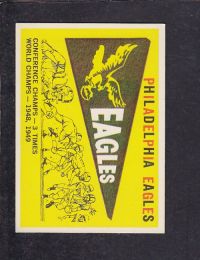 PHILADELPHIA EAGLES
EAGLES
CONFERENCE CHAMPS — 3 TIMES
WORLD CHAMPS — 1948, 1949